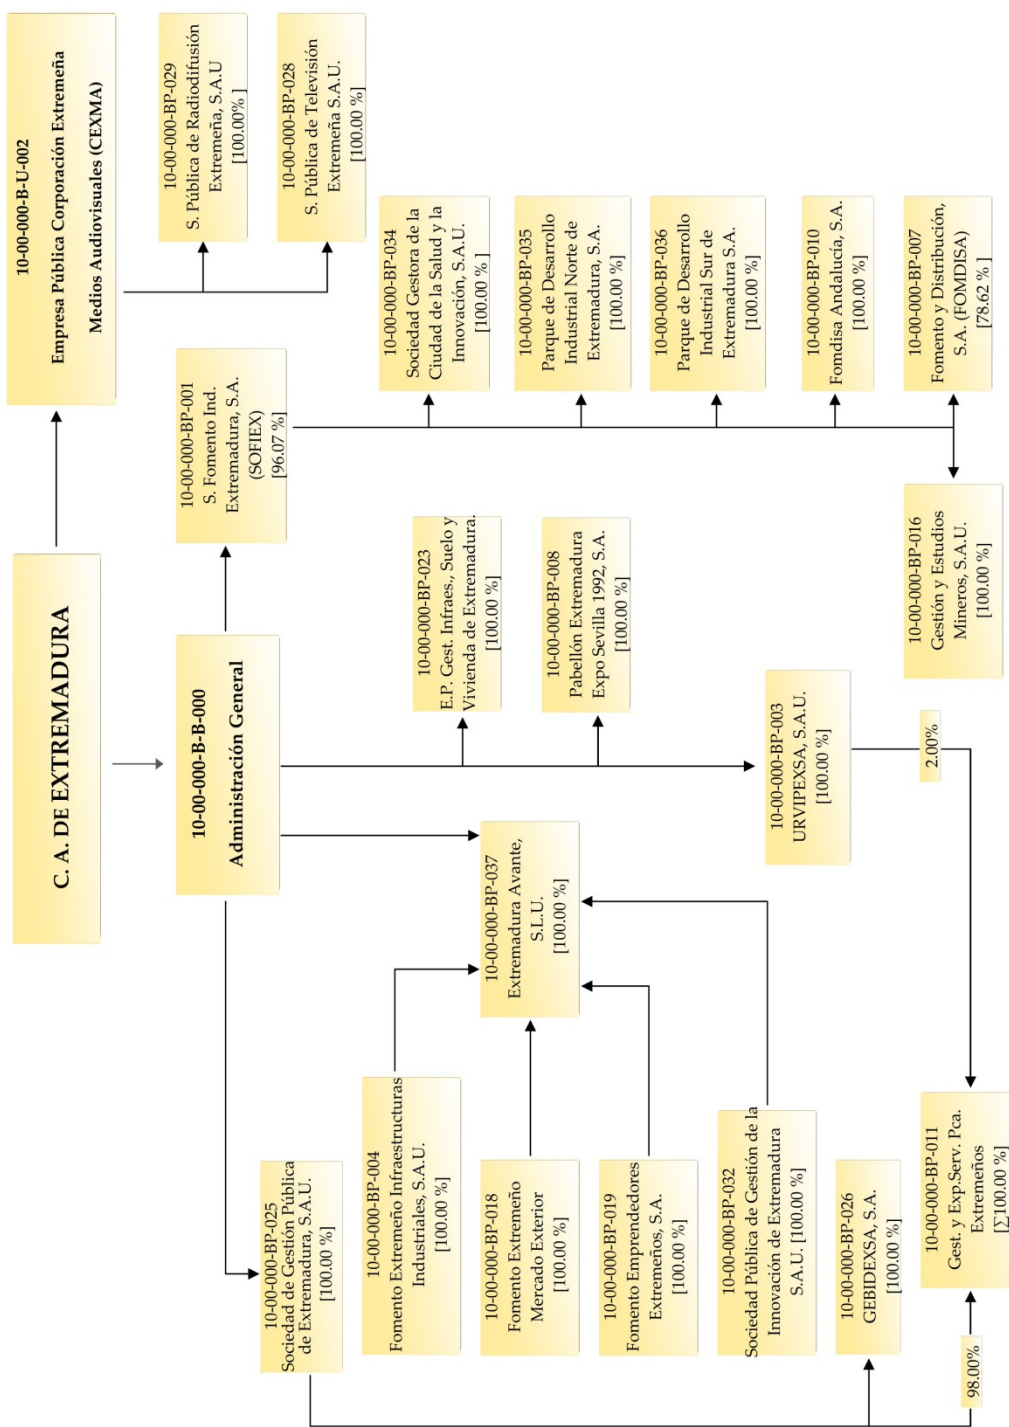 C. A. DE EXTREMADURA
10-00-000-B-U-002
Empresa Pública Corporación Extremeña
Medios Audiovisuales (CEXMA)
10-00-000-B-B-000
Administración General
10-00-000-BP-029
S. Pública de Radiodifusión
Extremeña, S.A.U
[100.00% ]
10-00-000-BP-028
S. Pública de Televisión
Extremeña S.A.U.
[100.00 %]
10-00-000-BP-001
S. Fomento Ind.
Extremadura, S.A.
(SOFIEX)
[96.07 %]
10-00-000-BP-034
Sociedad Gestora de la
Ciudad de la Salud y la
Innovación, S.A.U.
[100.00 % ]
10-00-000-BP-035
Parque de Desarrollo
Industrial Norte de
Extremadura, S.A.
[100.00 %]
10-00-000-BP-036
Parque de Desarrollo
Industrial Sur de
Extremadura S.A.
[100.00 %]
10-00-000-BP-010
Fomdisa Andalucía, S.A.
[100.00 %]
10-00-000-BP-007
Fomento y Distribución,
S.A. (FOMDISA)
[78.62 % ]
10-00-000-BP-016
Gestión y Estudios
Mineros, S.A.U.
[100.00 %]
10-00-000-BP-023
E.P. Gest. Infraes., Suelo y
Vivienda de Extremadura.
[100.00 %]
10-00-000-BP-008
Pabellón Extremadura
Expo Sevilla 1992, S.A.
[100.00 %]
10-00-000-BP-003
URVIPEXSA, S.A.U.
[100.00 %]
2.00%
10-00-000-BP-037
Extremadura Avante,
S.L.U.
[100.00 %]
10-00-000-BP-025
Sociedad de Gestión Pública
de Extremadura, S.A.U.
[100.00 %]
10-00-000-BP-004
Fomento Extremeño Infraestructuras
Industriales, S.A.U.
[100.00 %]
10-00-000-BP-018
Fomento Extremeño
Mercado Exterior
[100.00 %]
10-00-000-BP-019
Fomento Emprendedores
Extremeños, S.A
[100.00 %]
10-00-000-BP-032
Sociedad Pública de Gestión de la
Innovación de Extremadura
S.A.U. [100.00 %]
10-00-000-BP-026
GEBIDEXSA, S.A.
[100.00 %]
10-00-000-BP-011
Gest. y Exp.Serv. Pca.
Extremeños
[∑100.00 %]
98.00%